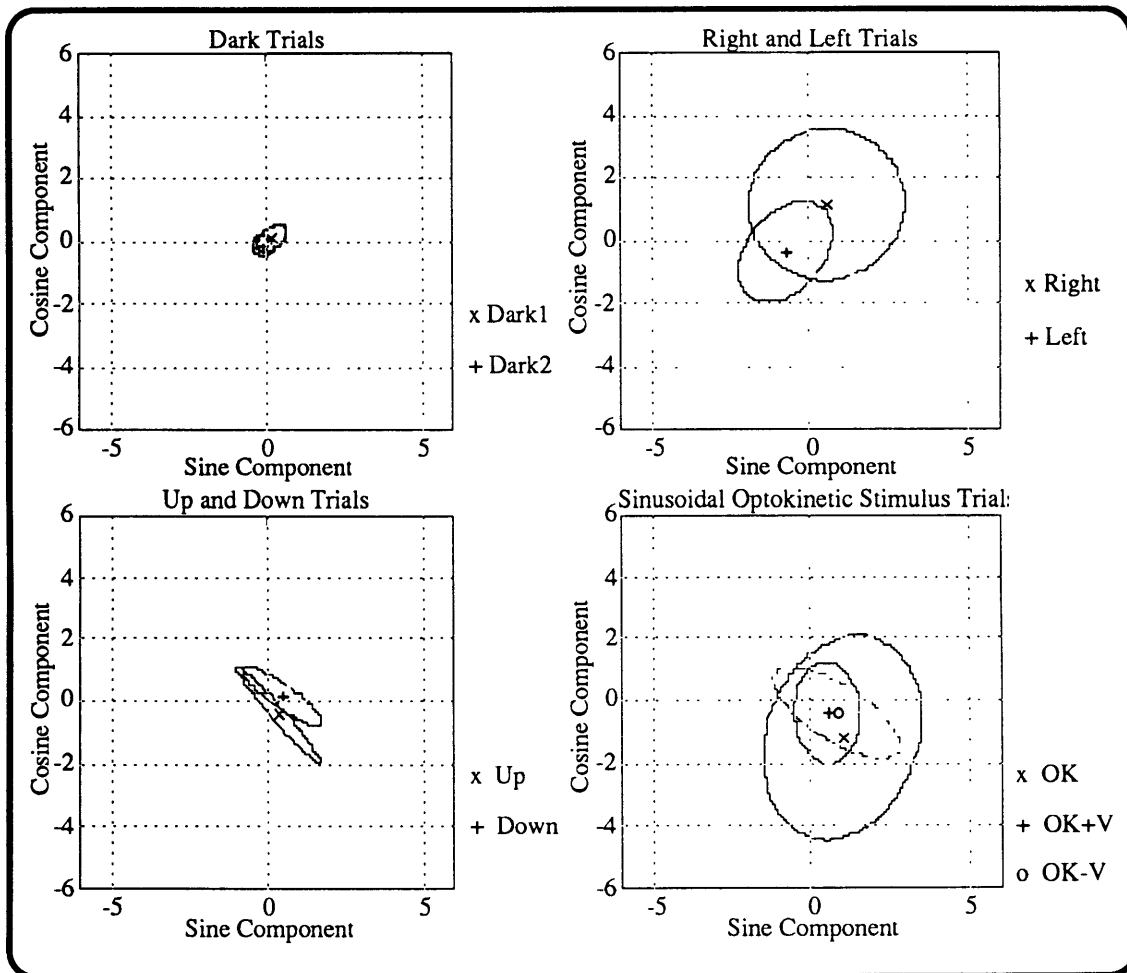 Dark Trials
6
4
2
0
-2
-4
-6
Cosine Component
-5
0
5
Sine Component
x Dark1
+ Dark2
Right and Left Trials
6
4
2
0
-2
-4
-6
Cosine Component
-5
0
5
Sine Component
x Right
+ Left
Up and Down Trials
6
4
2
0
-2
-4
-6
Cosine Component
-5
0
5
Sine Component
x Up
+ Down
Sinusoidal Optokinetic Stimulus Trials
6
4
2
0
-2
-4
-6
Cosine Component
-5
0
5
Sine Component
x OK
+ OK+V
o OK-V